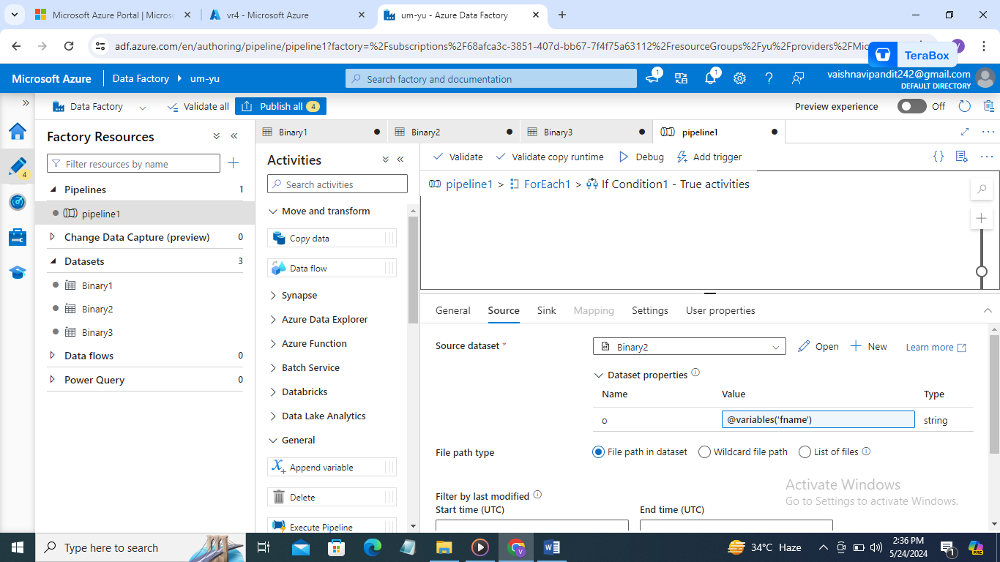 Microsoft Azure Portal | Microso
vr4 - Microsoft Azure
um-yu - Azure Data Factory
adf.azure.com/en/authoring/pipeline/pipeline1?factory=%2Fsubscriptions%2F68afca3c-3851-407d-bb67-7f4f75a63112%2FresourceGroups%2Fyu%2Fproviders%2FMic
TeraBox
Microsoft Azure
Data Factory
um-yu
Search factory and documentation
1
1
vaishnavipandit242@gmail.com
DEFAULT DIRECTORY
Data Factory
Validate all
Publish all 4
Preview experience
Off
4
Factory Resources
Filter resources by name
Pipelines 1
pipeline1
Change Data Capture (preview) 0
Datasets 3
Binary1
Binary2
Binary3
Data flows 0
Power Query 0
Binary1
Binary2
Binary3
pipeline1
Activities
Search activities
Move and transform
Copy data
Data flow
Synapse
Azure Data Explorer
Azure Function
Batch Service
Databricks
Data Lake Analytics
General
Append variable
Delete
Execute Pipeline
Validate
Validate copy runtime
Debug
Add trigger
pipeline1 > ForEach1 > If Condition1 - True activities
General
Source
Sink
Mapping
Settings
User properties
Source dataset *
Binary2
Open
New
Learn more
Dataset properties
Name Value Type
o @variables('fname') string
File path type
File path in dataset
Wildcard file path
List of files
Filter by last modified
Start time (UTC)
End time (UTC)
Activate Windows
Go to Settings to activate Windows.
Type here to search
34°C Haze
2:36 PM
5/24/2024
1
PRE